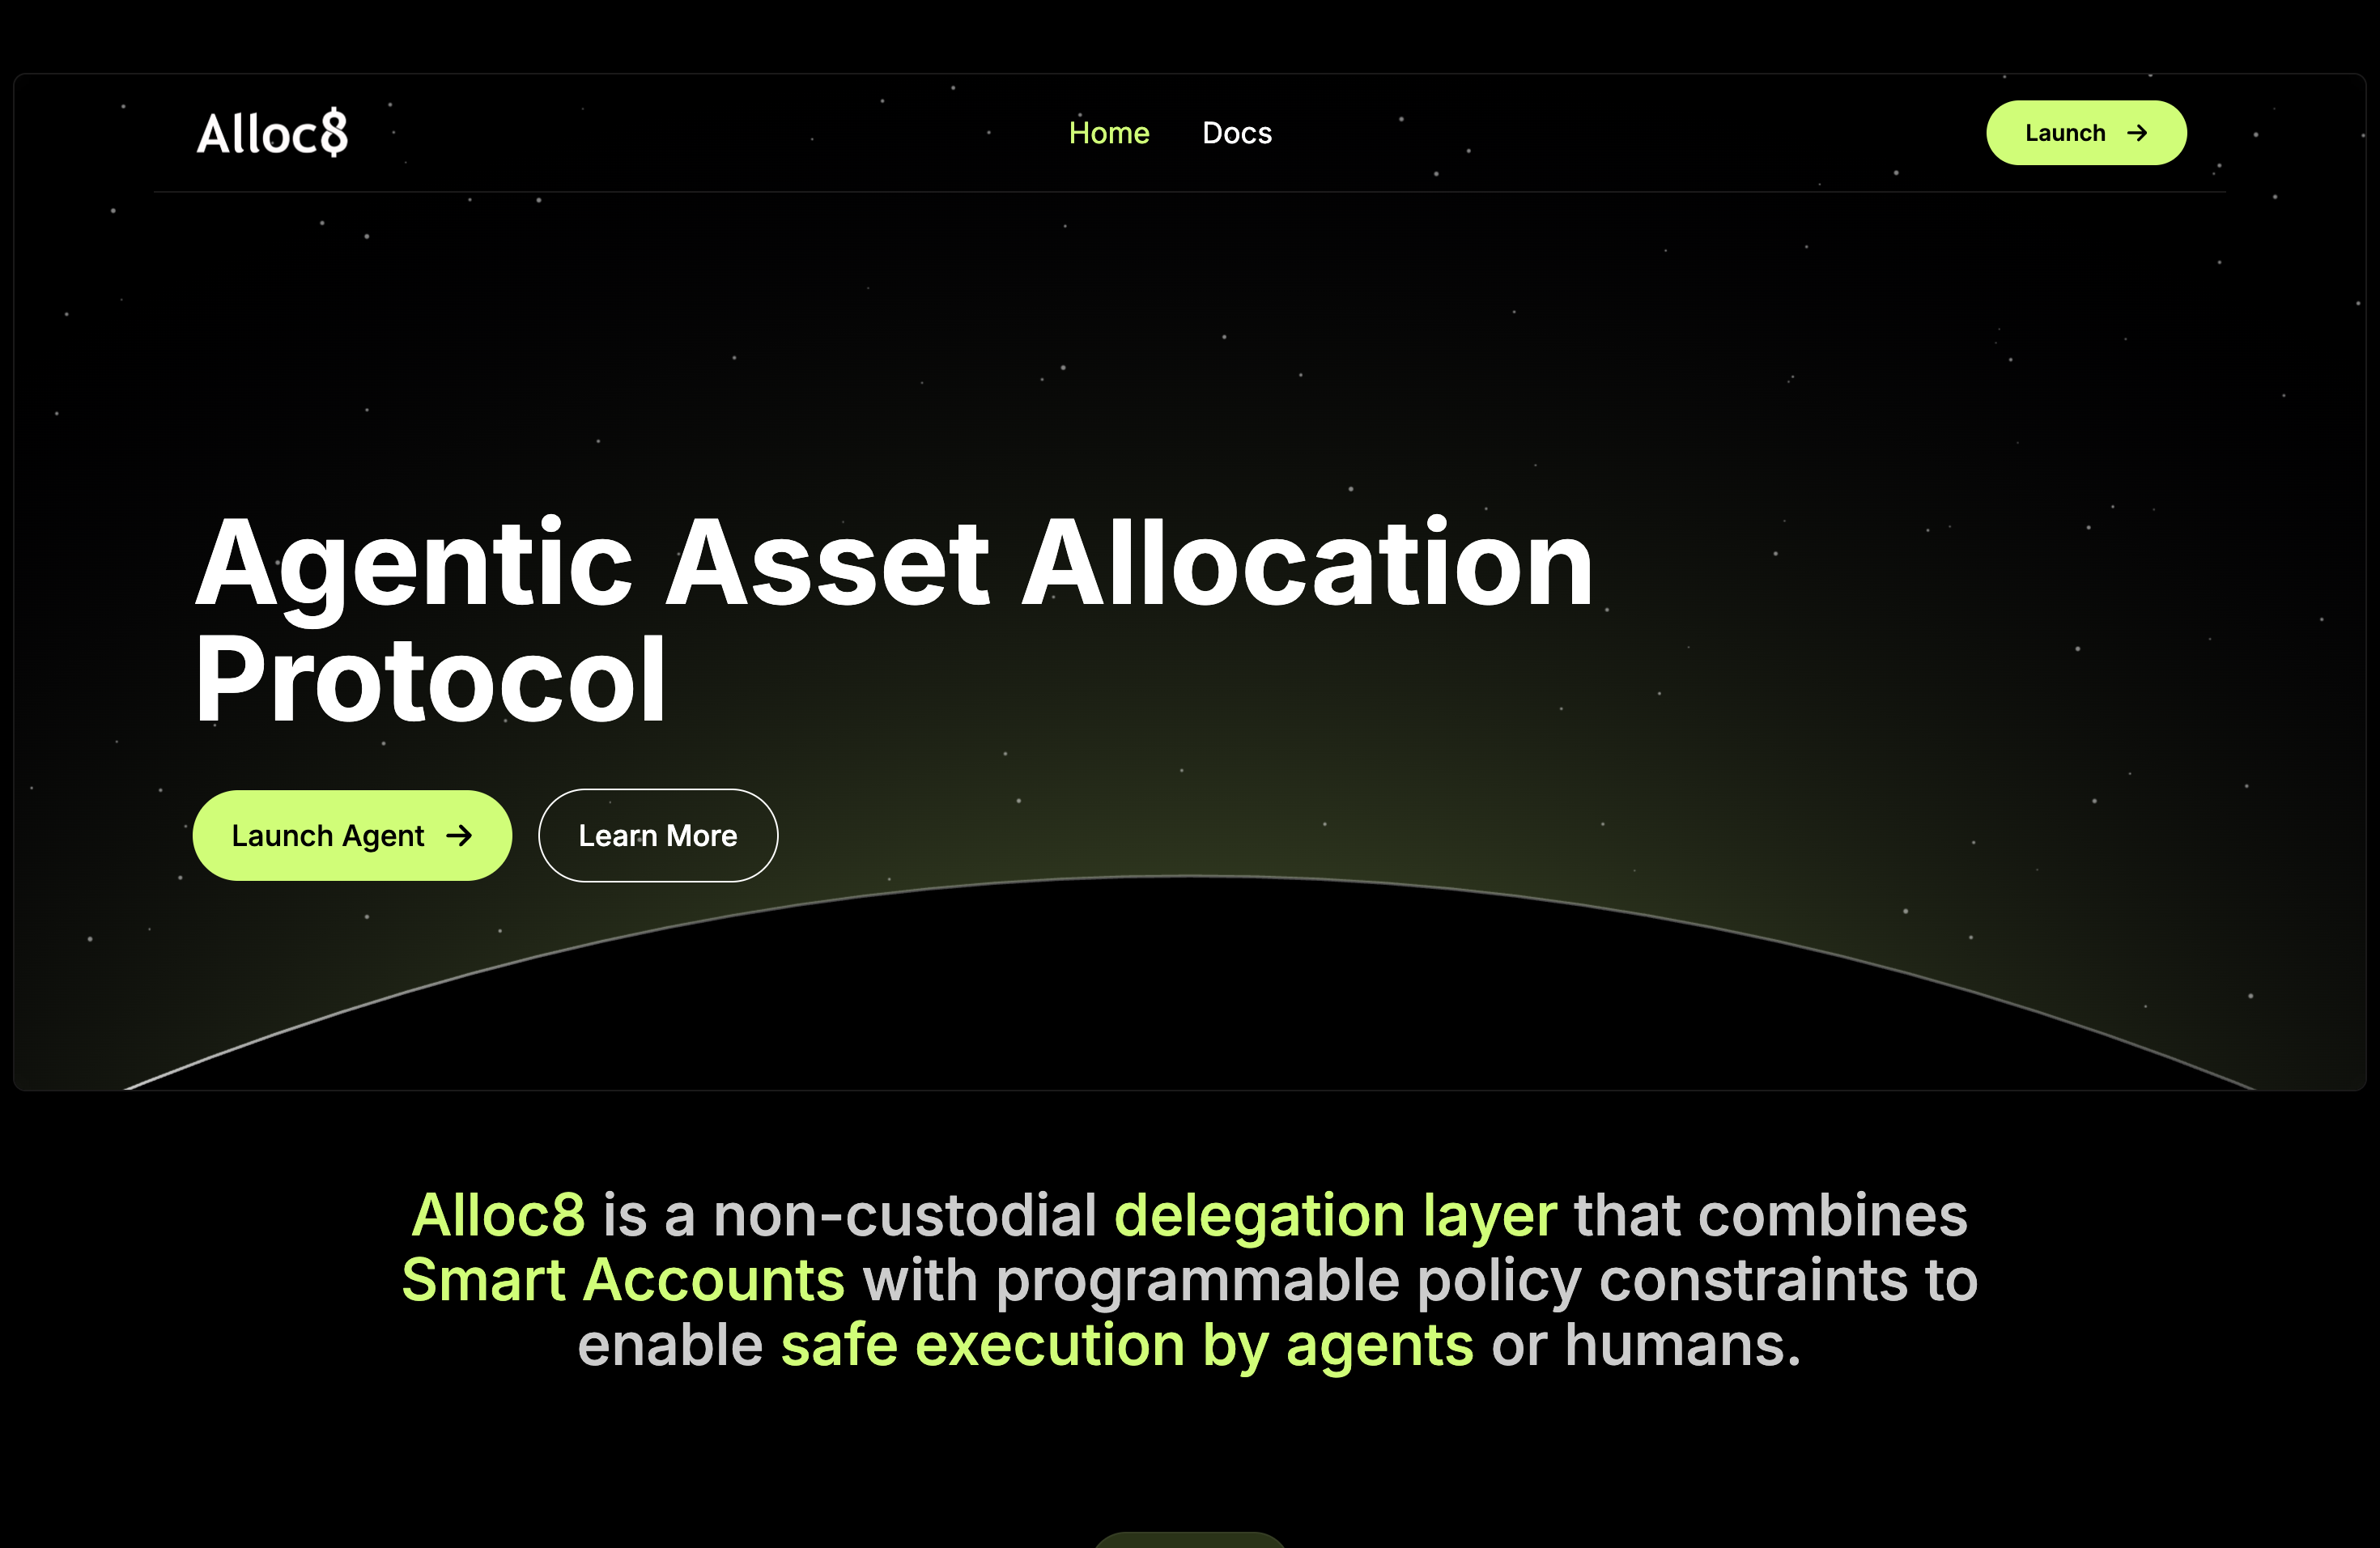 Alloc8
Home
Docs
Launch
Agentic Asset Allocation
Protocol
Launch Agent
Learn More
Alloc8 is a non-custodial delegation layer that combines
Smart Accounts with programmable policy constraints to
enable safe execution by agents or humans.